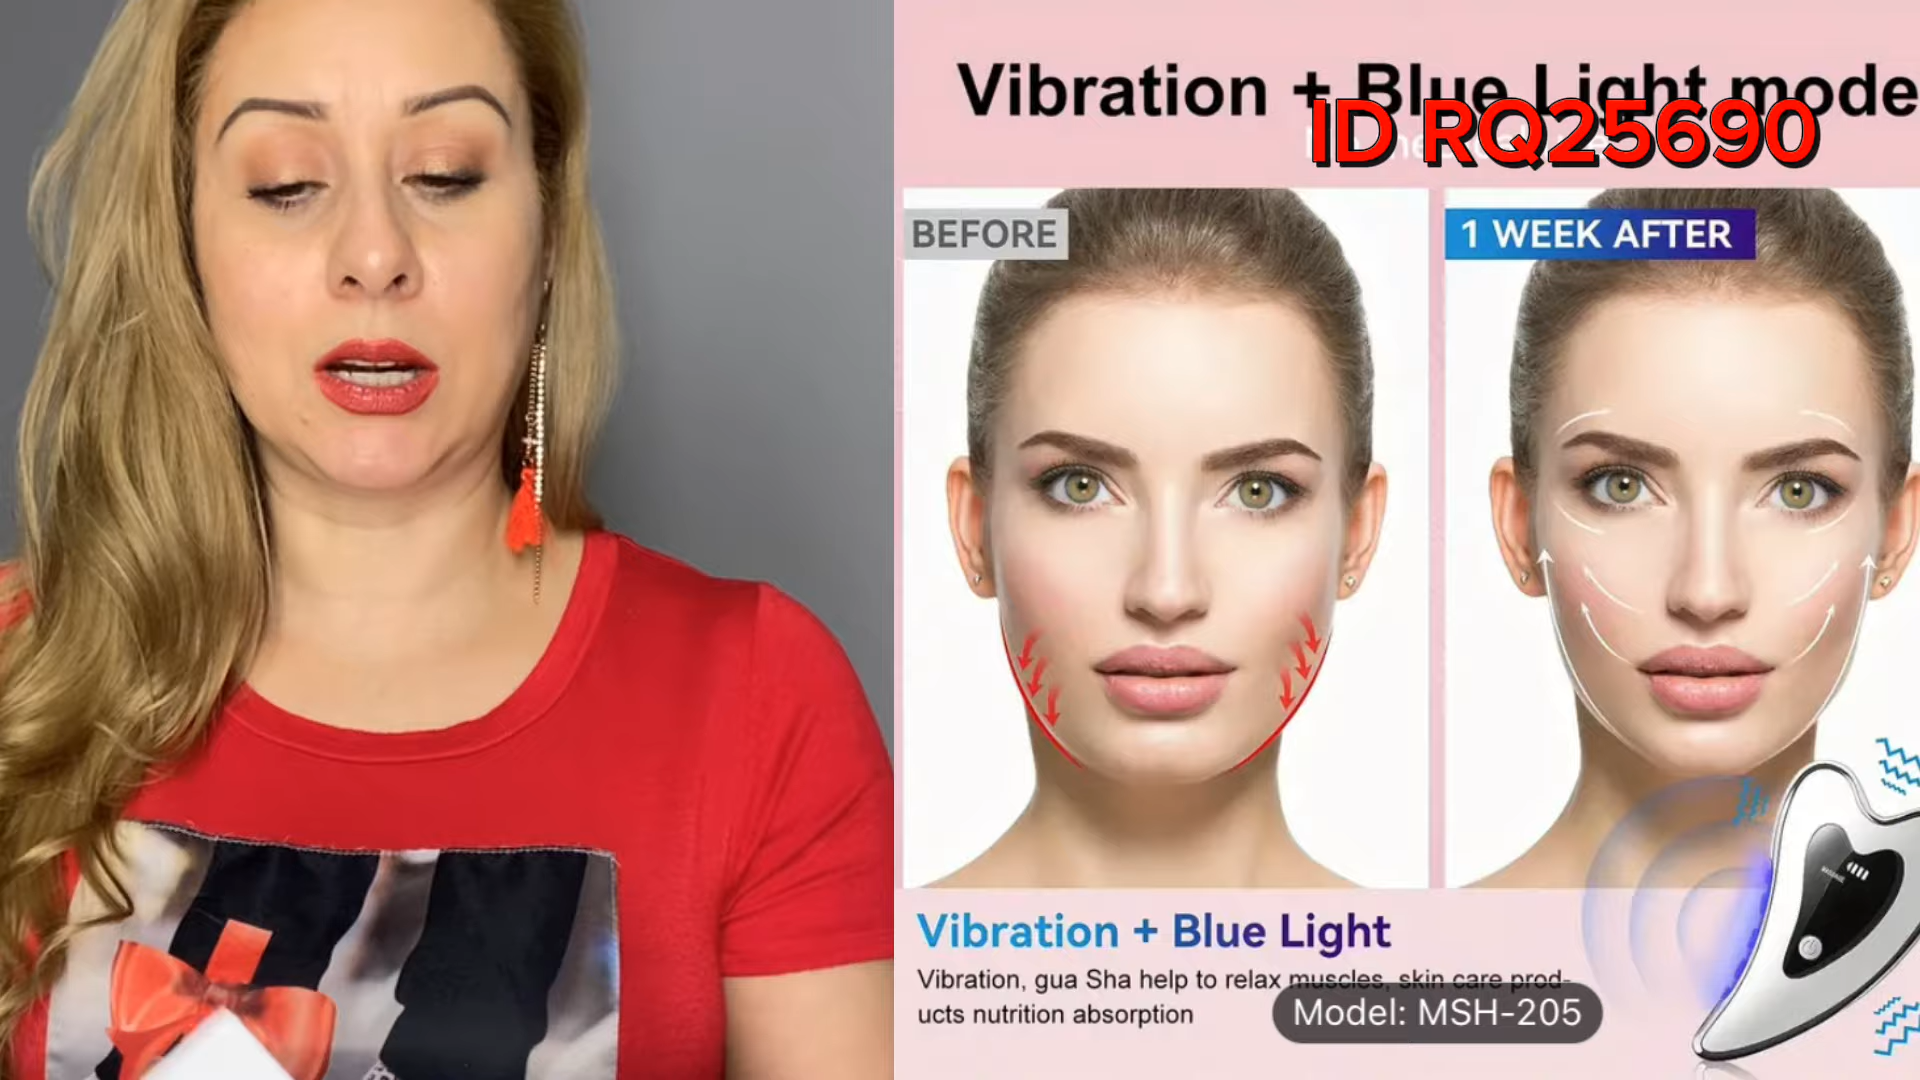 Vibration + Blue Light mode
ID RQ25690
BEFORE
1 WEEK AFTER
Vibration + Blue Light
Vibration, gua Sha help to relax muscles, skin care prod-
ucts nutrition absorption
Model: MSH-205